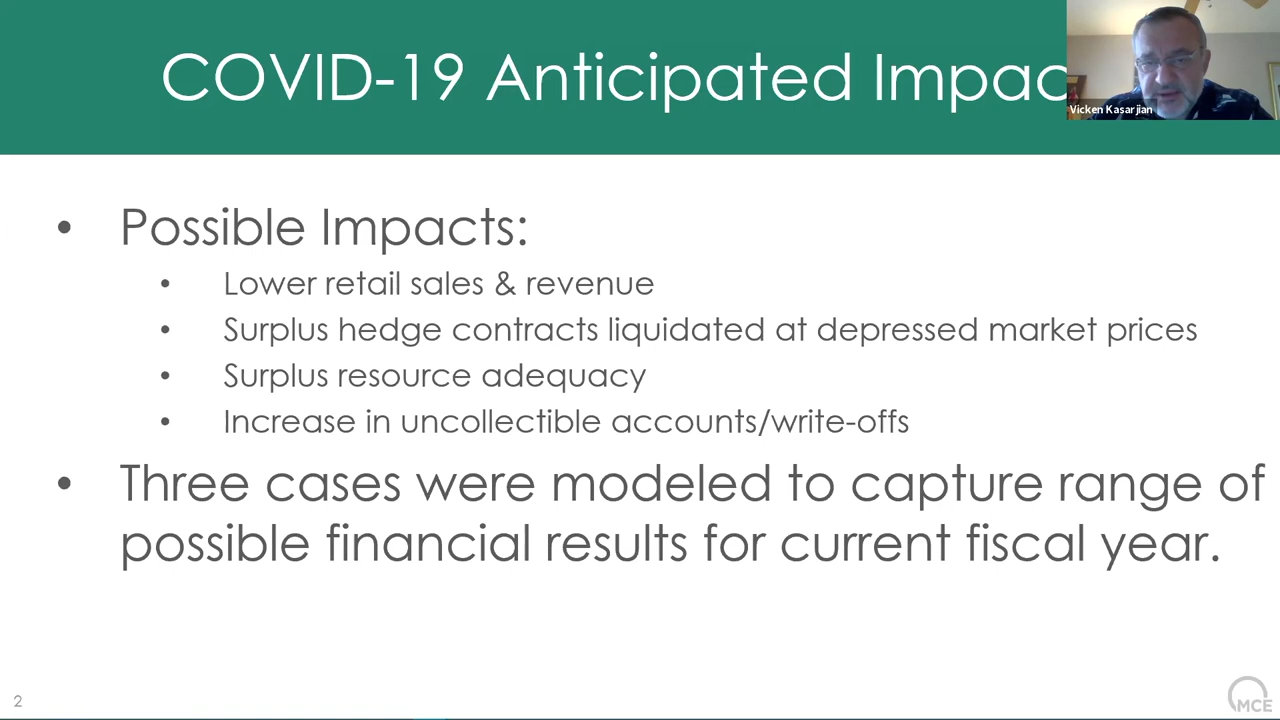 COVID-19 Anticipated Impac
Vicken Kasarjian
• Possible Impacts:
• Lower retail sales & revenue
• Surplus hedge contracts liquidated at depressed market prices
• Surplus resource adequacy
• Increase in uncollectible accounts/write-offs
• Three cases were modeled to capture range of
possible financial results for current fiscal year.
2
MCE